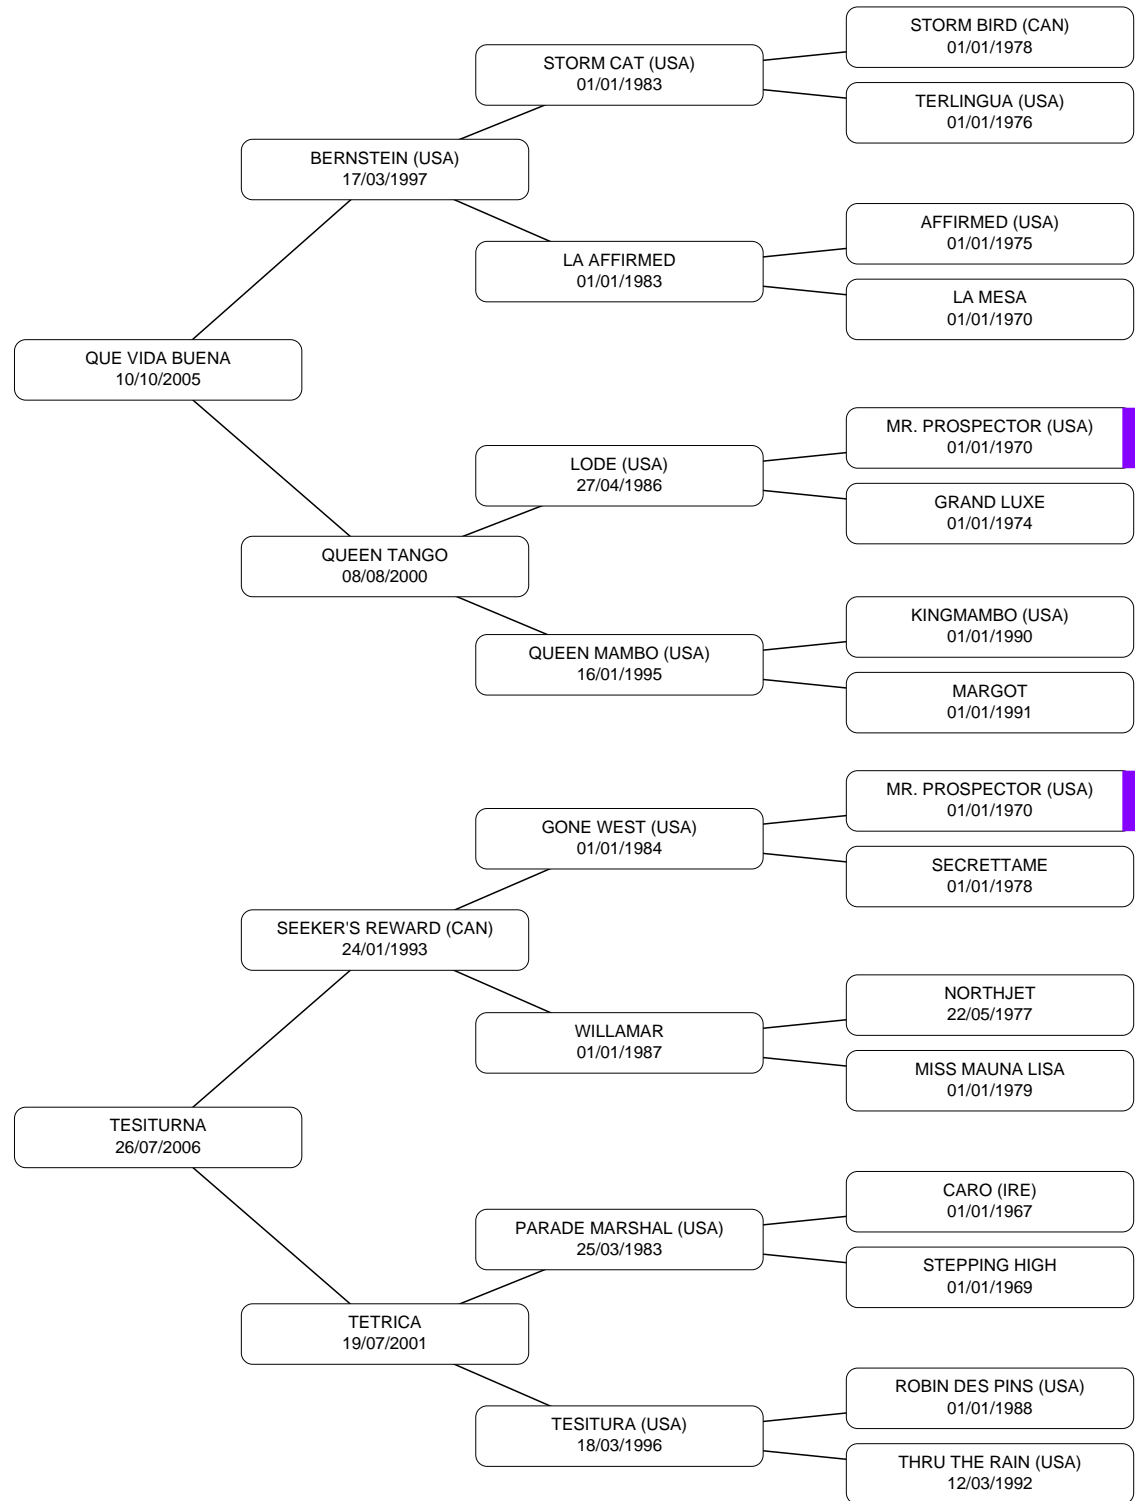 STORM BIRD (CAN)
01/01/1978
STORM CAT (USA)
01/01/1983
TERLINGUA (USA)
01/01/1976
BERNSTEIN (USA)
17/03/1997
AFFIRMED (USA)
01/01/1975
LA AFFIRMED
01/01/1983
LA MESA
01/01/1970
QUE VIDA BUENA
10/10/2005
MR. PROSPECTOR (USA)
01/01/1970
LODE (USA)
27/04/1986
GRAND LUXE
01/01/1974
QUEEN TANGO
08/08/2000
KINGMAMBO (USA)
01/01/1990
QUEEN MAMBO (USA)
16/01/1995
MARGOT
01/01/1991
MR. PROSPECTOR (USA)
01/01/1970
GONE WEST (USA)
01/01/1984
SECRETTAME
01/01/1978
SEEKER'S REWARD (CAN)
24/01/1993
NORTHJET
22/05/1977
WILLAMAR
01/01/1987
MISS MAUNA LISA
01/01/1979
TESITURNA
26/07/2006
CARO (IRE)
01/01/1967
PARADE MARSHAL (USA)
25/03/1983
STEPPING HIGH
01/01/1969
TETRICA
19/07/2001
ROBIN DES PINS (USA)
01/01/1988
TESITURA (USA)
18/03/1996
THRU THE RAIN (USA)
12/03/1992